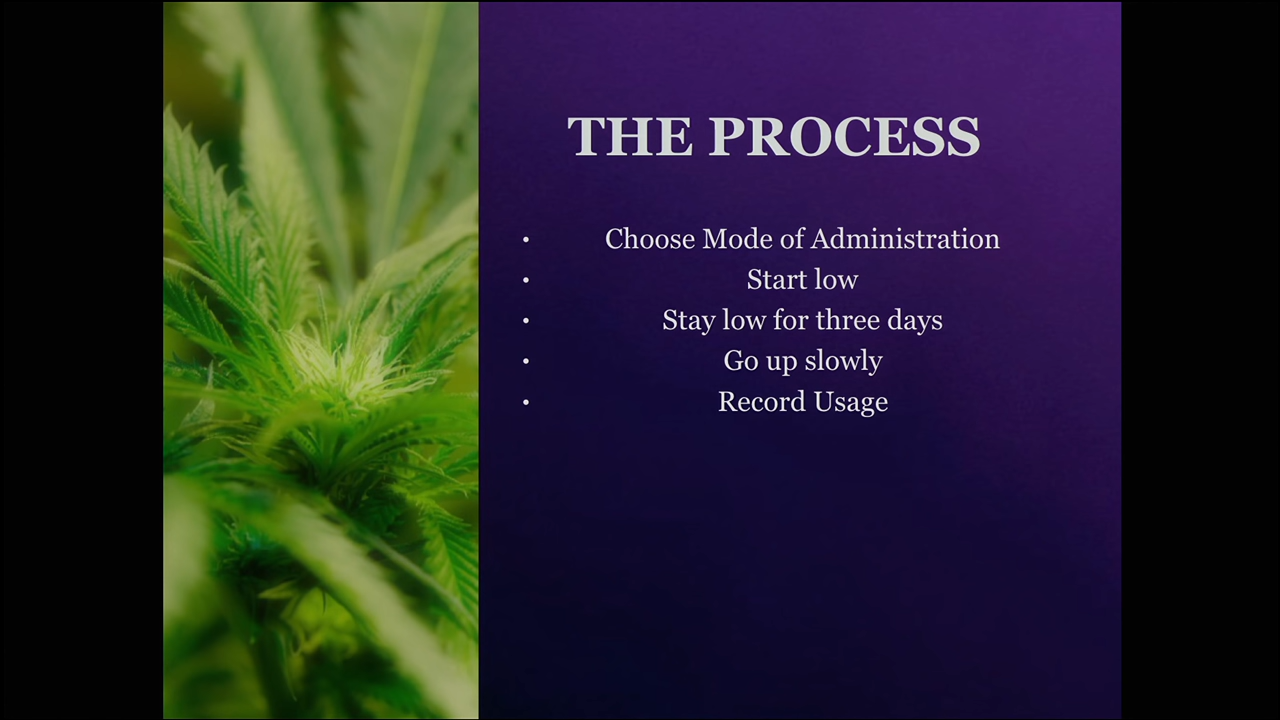 THE PROCESS
• Choose Mode of Administration
• Start low
• Stay low for three days
• Go up slowly
• Record Usage